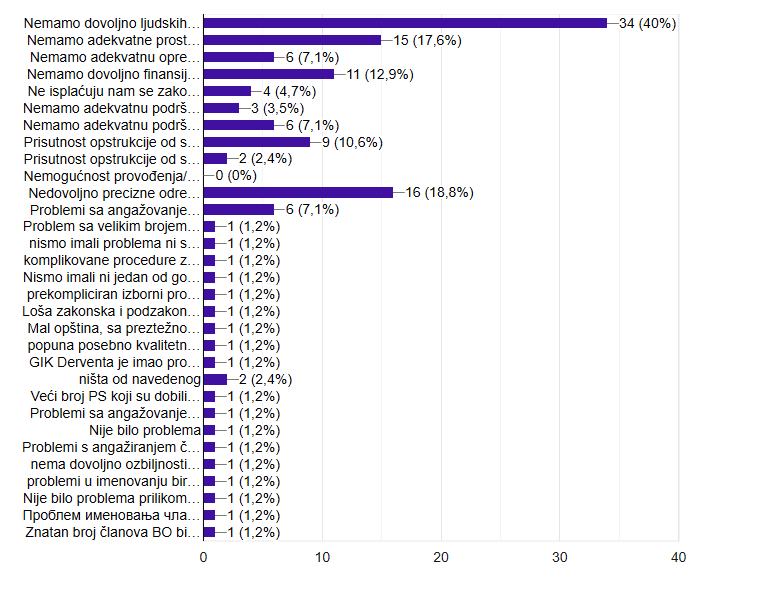 Nemamo dovoljno ljudskih… 34 (40%)
Nemamo adekvatne prost… 15 (17,6%)
Nemamo adekvatnu opre… 6 (7,1%)
Nemamo dovoljno finansij… 11 (12,9%)
Ne isplaćuju nam se zako… 4 (4,7%)
Nemamo adekvatnu podrš… 3 (3,5%)
Nemamo adekvatnu podrš… 6 (7,1%)
Prisutnost opstrukcije od s… 9 (10,6%)
Prisutnost opstrukcije od s… 2 (2,4%)
Nemogućnost provođenja/… 0 (0%)
Nedovoljno precizne odre… 16 (18,8%)
Problemi sa angažovanje… 6 (7,1%)
Problem sa velikim brojem… 1 (1,2%)
nismo imali problema ni s… 1 (1,2%)
komplikovane procedure z… 1 (1,2%)
Nismo imali ni jedan od go… 1 (1,2%)
prekompliciran izborni pro… 1 (1,2%)
Loša zakonska i podzakon… 1 (1,2%)
Mal opština, sa preztežno… 1 (1,2%)
popuna posebno kvalitetn… 1 (1,2%)
GIK Derventa je imao pro… 1 (1,2%)
ništa od navedenog 2 (2,4%)
Veći broj PS koji su dobili… 1 (1,2%)
Problemi sa angažovanje… 1 (1,2%)
Nije bilo problema 1 (1,2%)
Problemi s angažiranjem č… 1 (1,2%)
nema dovoljno ozbiljnosti… 1 (1,2%)
problemi u imenovanju bir… 1 (1,2%)
Nije bilo problema prilikom… 1 (1,2%)
Проблем именовања чла… 1 (1,2%)
Znatan broj članova BO bi… 1 (1,2%)
0 10 20 30 40